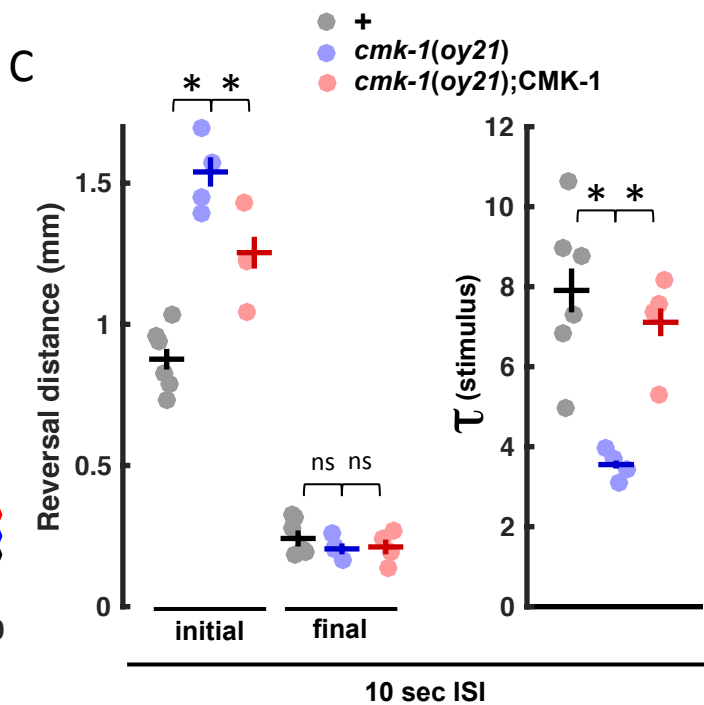 C
+
cmk-1(oy21)
cmk-1(oy21);CMK-1
Reversal distance (mm)
1.5
1
0.5
0
* *
ns ns
initial final
τ (stimulus)
12
10
8
6
4
2
0
* *
10 sec ISI